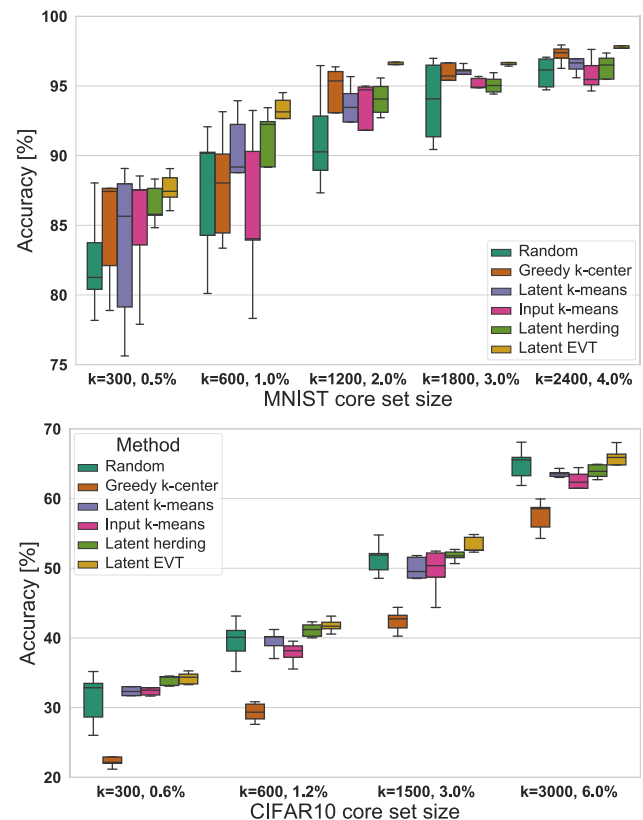 100
95
90
85
80
75
Accuracy [%]
Random
Greedy k-center
Latent k-means
Input k-means
Latent herding
Latent EVT
k=300, 0.5% k=600, 1.0% k=1200, 2.0% k=1800, 3.0% k=2400, 4.0%
MNIST core set size
70
60
50
40
30
20
Accuracy [%]
Method
Random
Greedy k-center
Latent k-means
Input k-means
Latent herding
Latent EVT
k=300, 0.6% k=600, 1.2% k=1500, 3.0% k=3000, 6.0%
CIFAR10 core set size